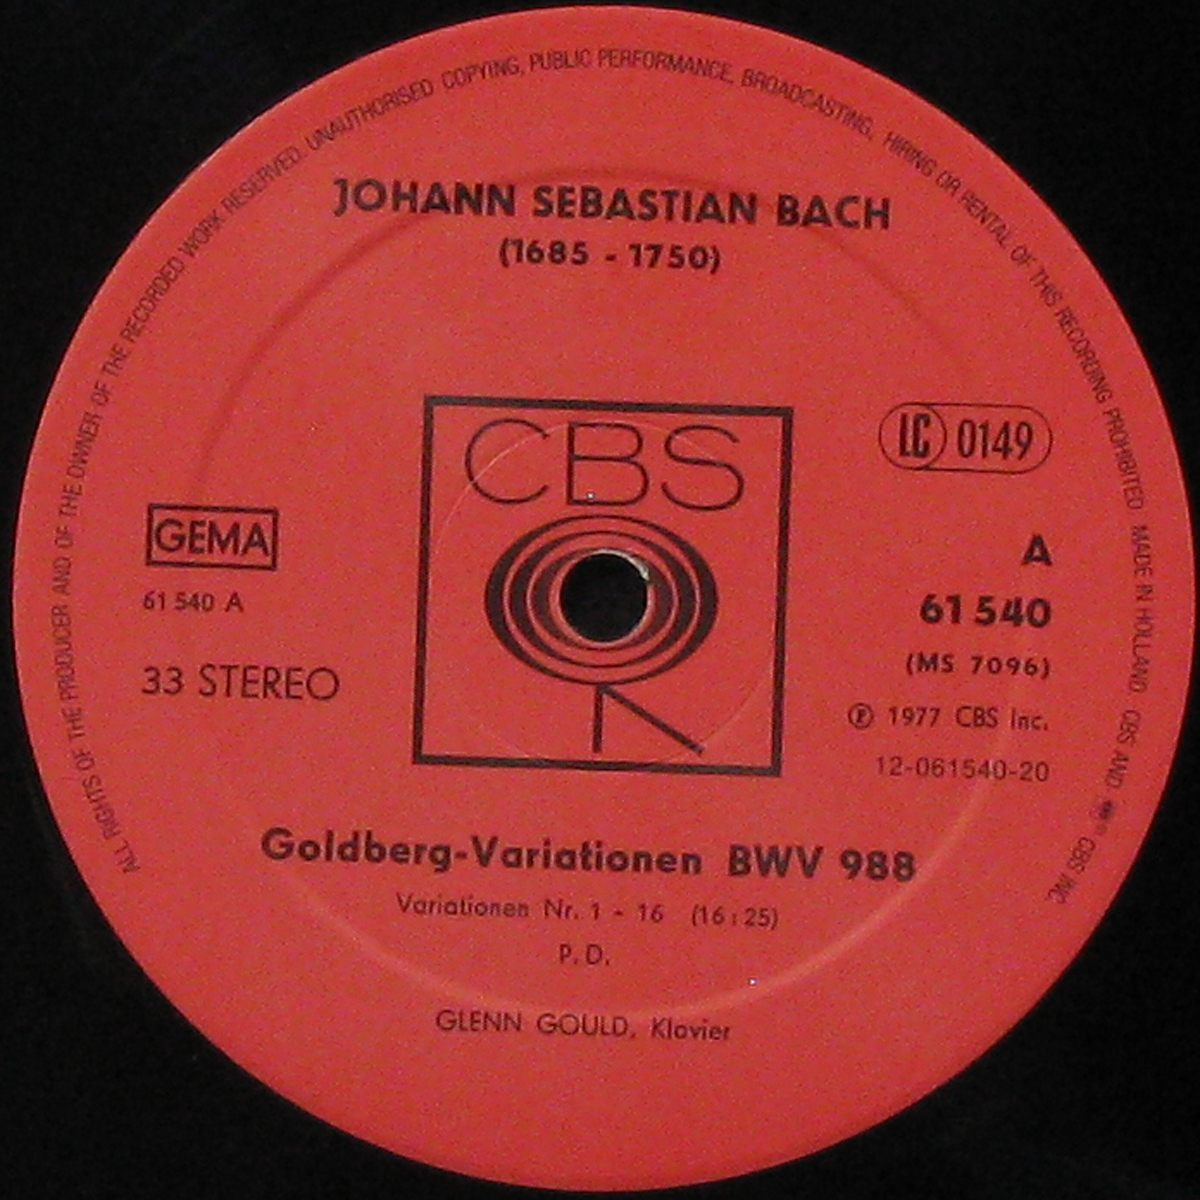 ALL RIGHTS OF THE PRODUCER AND OF THE OWNER OF THE RECORDED WORK RESERVED. UNAUTHORISED COPYING, PUBLIC PERFORMANCE, BROADCASTING, HIRING OR RENTAL OF THIS RECORDING PROHIBITED MADE IN HOLLAND CBS AND CBS INC.
JOHANN SEBASTIAN BACH
(1685 - 1750)
CBS
LC 0149
GEMA
61 540 A
33 STEREO
A
61 540
(MS 7096)
℗ 1977 CBS Inc.
12-061540-20
Goldberg-Variationen BWV 988
Variationen Nr. 1 - 16 (16:25)
P.D.
GLENN GOULD, Klavier